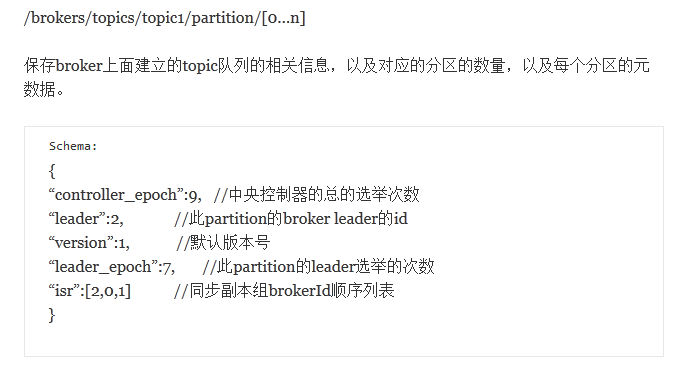 /brokers/topics/topic1/partition/[0...n]
保存broker上面建立的topic队列的相关信息，以及对应的分区的数量，以及每个分区的元
数据。
Schema:
{
“controller_epoch”:9, //中央控制器的总的选举次数
“leader”:2, //此partition的broker leader的id
“version”:1, //默认版本号
“leader_epoch”:7, //此partition的leader选举的次数
“isr”:[2,0,1] //同步副本组brokerId顺序列表
}